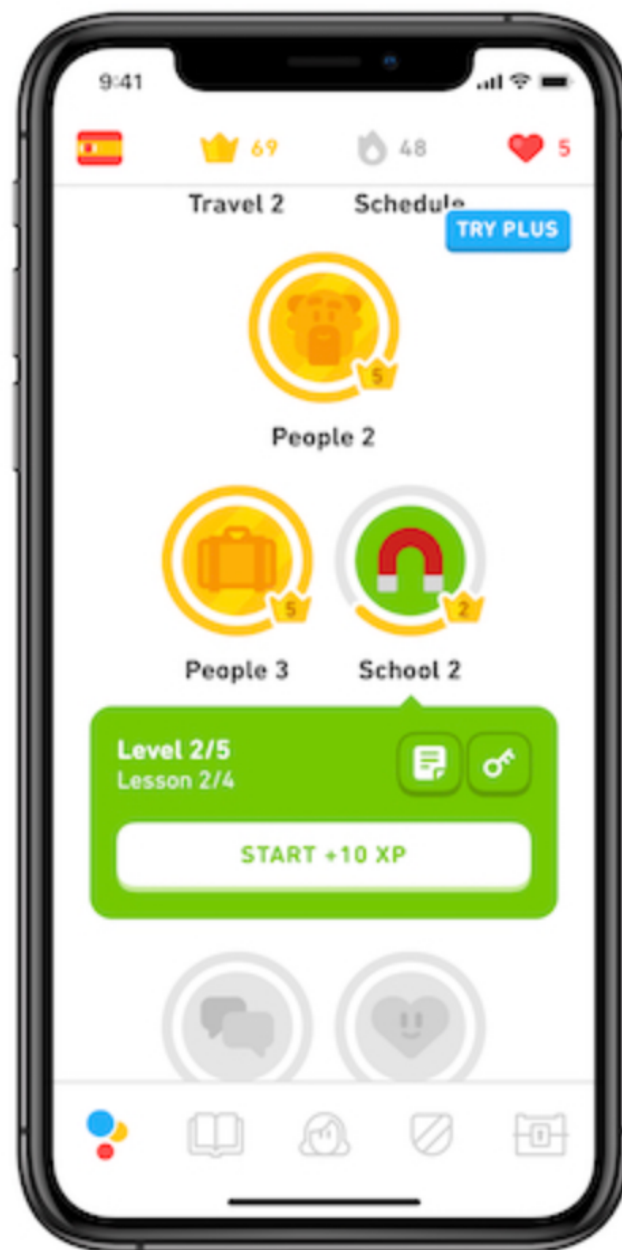 9:41
69
48
5
Travel 2
Schedule
TRY PLUS
5
People 2
5
2
People 3
School 2
Level 2/5
Lesson 2/4
START +10 XP